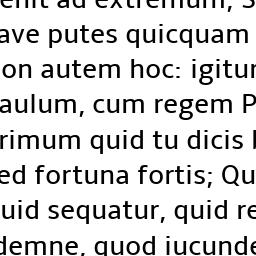 enit ad extremum; S
ave putes quicquam
on autem hoc: igitur
aulum, cum regem P
rimum quid tu dicis b
ed fortuna fortis; Qu
uid sequatur, quid re
demne, quod iucunde